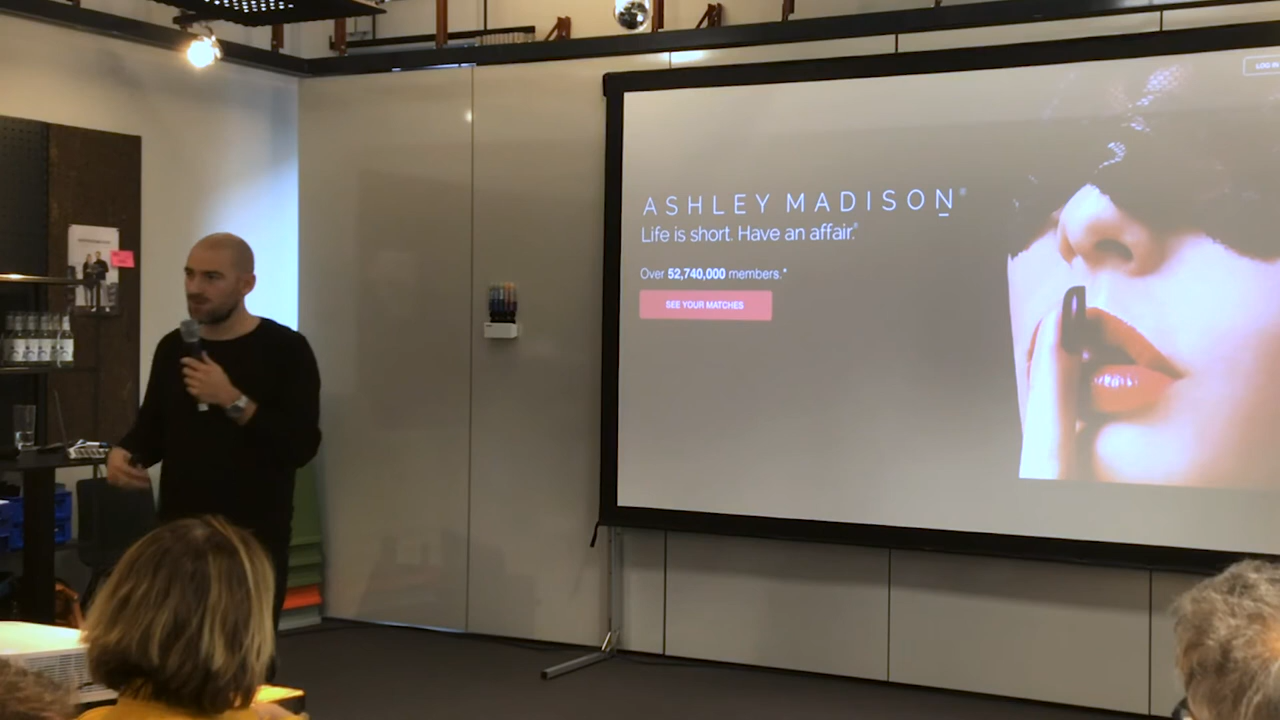 LOG IN
ASHLEY MADISON®
Life is short. Have an affair.®
Over 52,740,000 members.*
SEE YOUR MATCHES